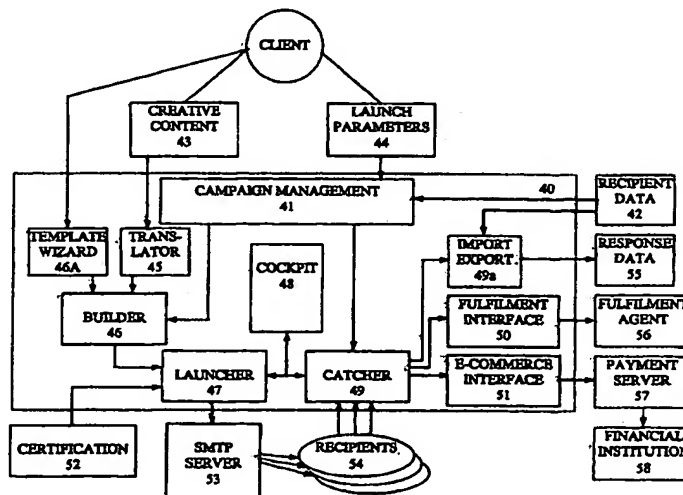 CLIENT
CREATIVE
CONTENT
43
LAUNCH
PARAMETERS
44
CAMPAIGN MANAGEMENT
41
40
RECIPIENT
DATA
42
TEMPLATE
WIZARD
46A
TRANS-
LATOR
45
COCKPIT
48
IMPORT
EXPORT
49a
RESPONSE
DATA
55
BUILDER
46
FULFILMENT
INTERFACE
50
FULFILMENT
AGENT
56
LAUNCHER
47
CATCHER
49
E-COMMERCE
INTERFACE
51
PAYMENT
SERVER
57
CERTIFICATION
52
SMTP
SERVER
53
RECIPIENTS
54
FINANCIAL
INSTITUTION
58